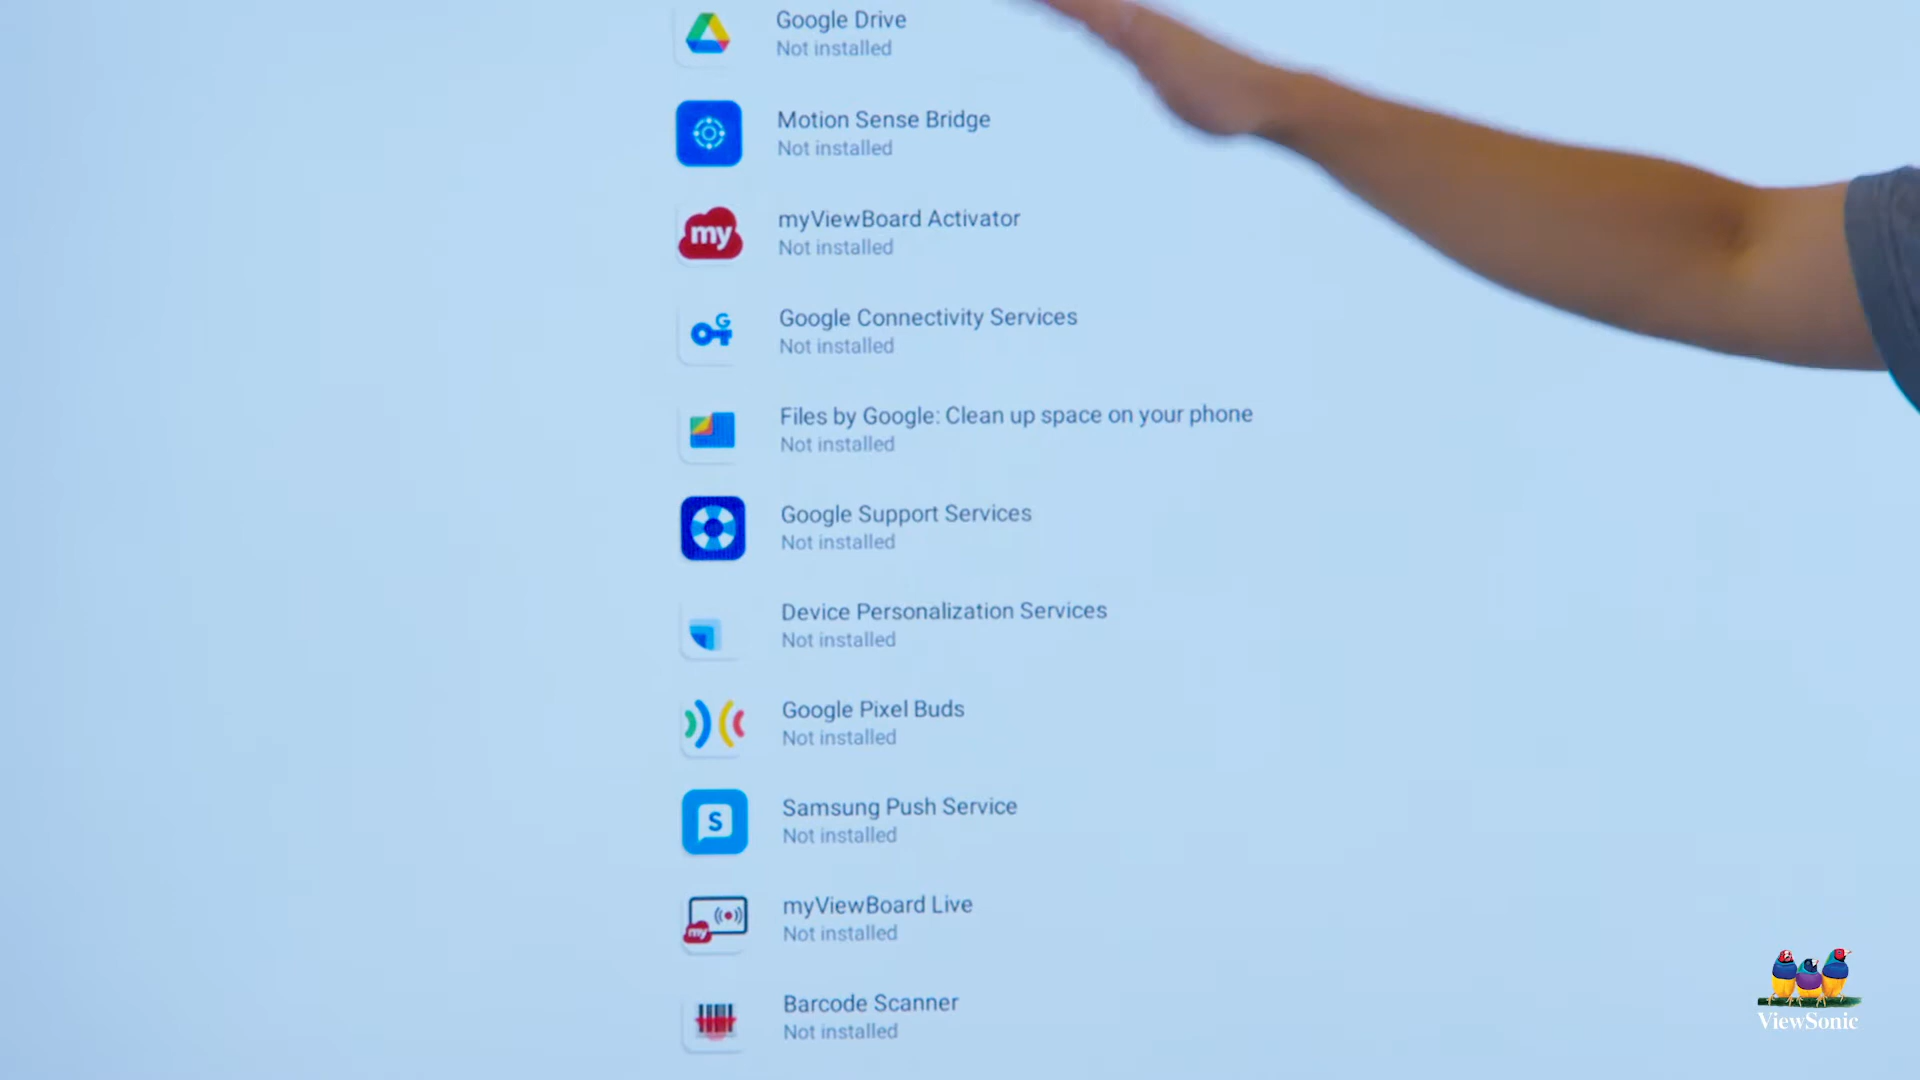 Google Drive
Not installed
Motion Sense Bridge
Not installed
my
myViewBoard Activator
Not installed
G
Google Connectivity Services
Not installed
Files by Google: Clean up space on your phone
Not installed
Google Support Services
Not installed
Device Personalization Services
Not installed
Google Pixel Buds
Not installed
S
Samsung Push Service
Not installed
my
myViewBoard Live
Not installed
Barcode Scanner
Not installed
ViewSonic